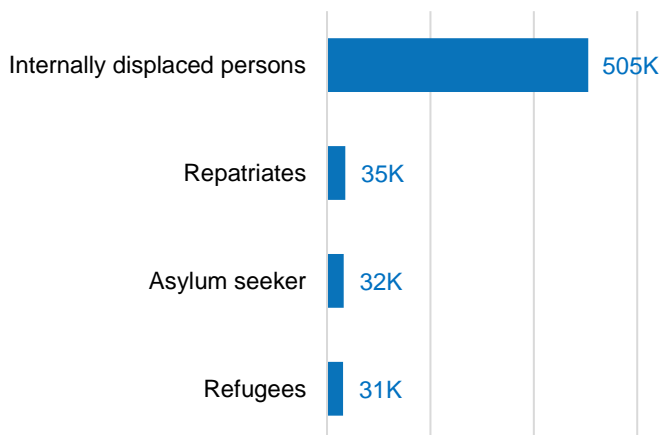 Internally displaced persons 505K
Repatriates 35K
Asylum seeker 32K
Refugees 31K